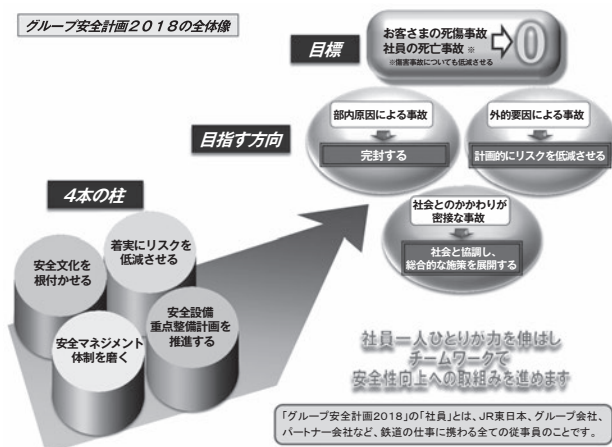 グループ安全計画2018の全体像
目標
お客さまの死傷事故
社員の死亡事故 ※
※傷害事故についても低減させる
0
目指す方向
部内原因による事故
完封する
外的要因による事故
計画的にリスクを低減させる
社会とのかかわりが
密接な事故
社会と協調し、
総合的な施策を展開する
4本の柱
安全文化を
根付かせる
着実にリスクを
低減させる
安全マネジメント
体制を磨く
安全設備
重点整備計画を
推進する
社員一人ひとりが力を伸ばし
チームワークで
安全性向上への取組みを進めます
「グループ安全計画2018」の「社員」とは、JR東日本、グループ会社、
パートナー会社など、鉄道の仕事に携わる全ての従事員のことです。